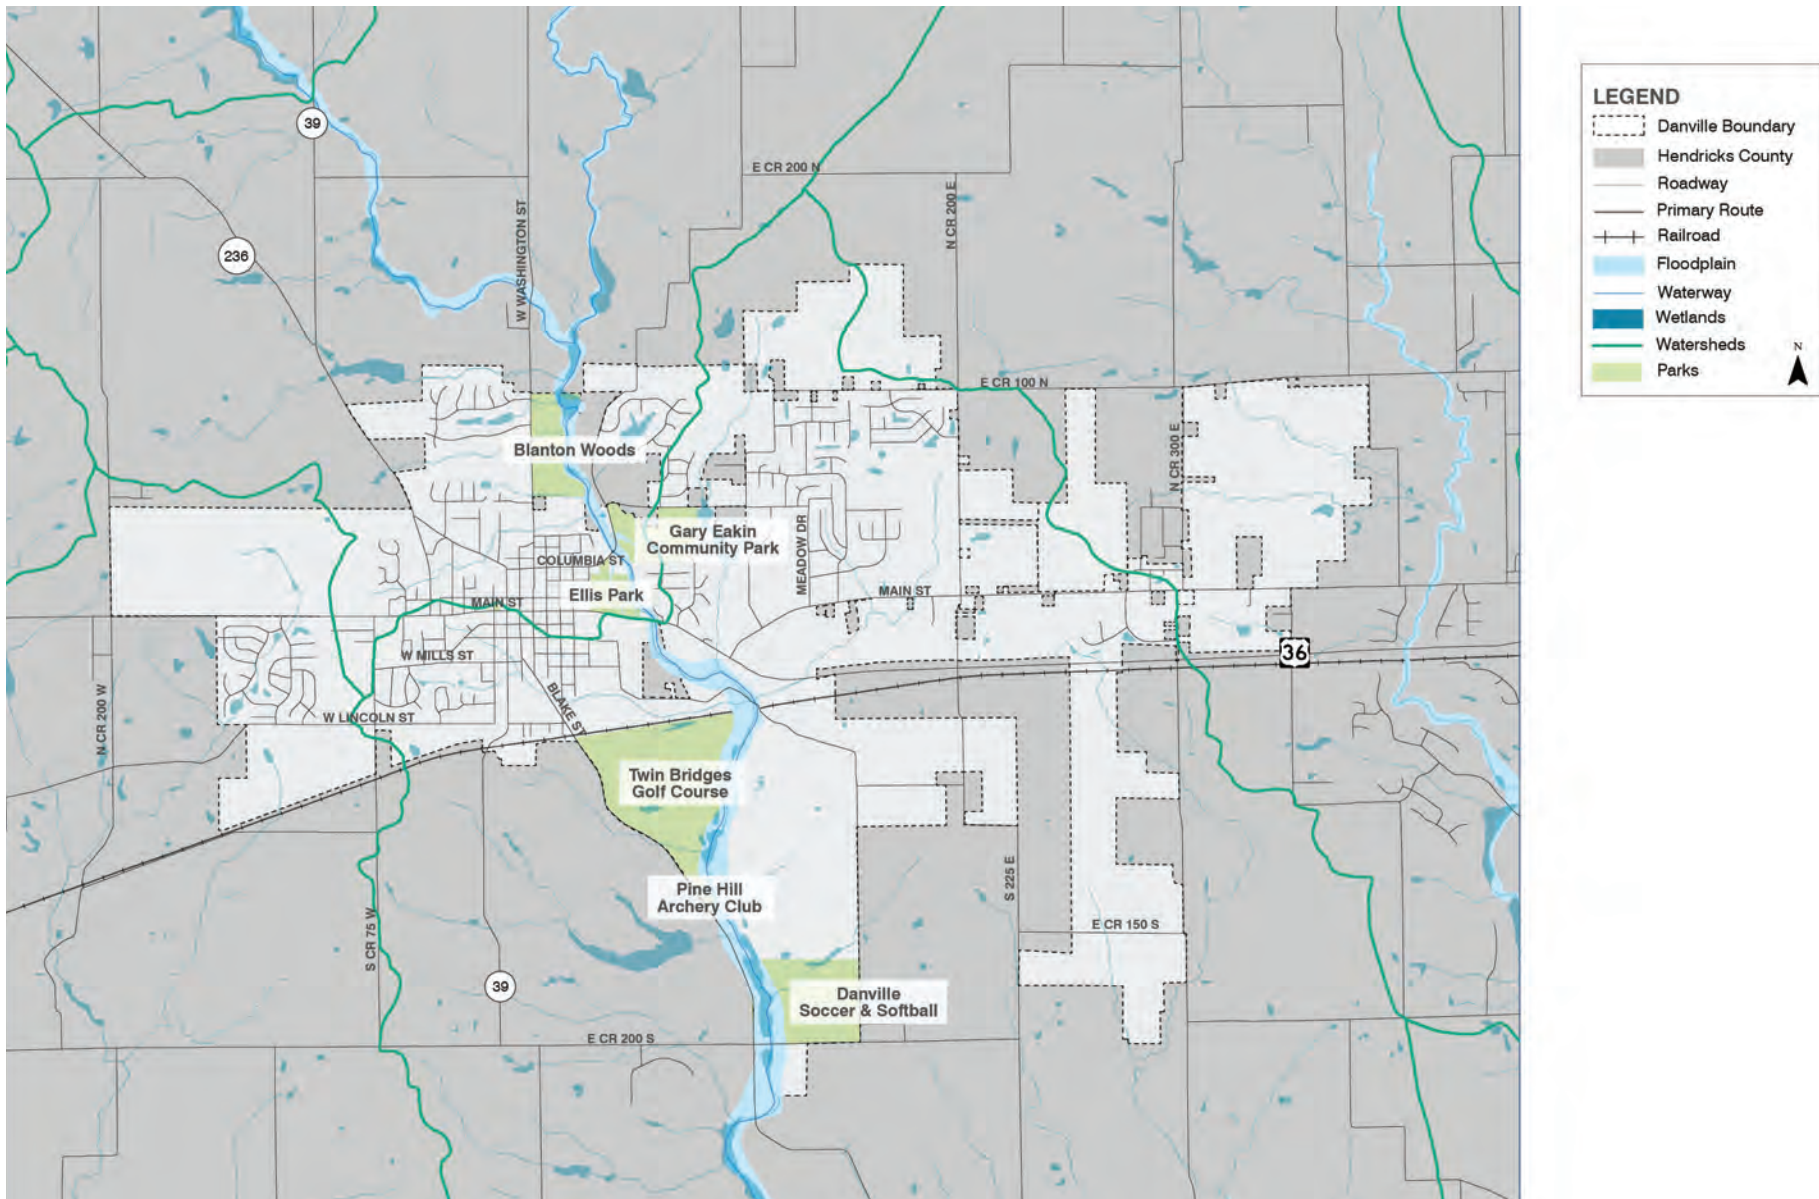 39
E CR 200 N
N CR 200 E
W WASHINGTON ST
236
E CR 100 N
N CR 300 E
Blanton Woods
Gary Eakin
Community Park
MEADOW DR
COLUMBIA ST
Ellis Park
MAIN ST
MAIN ST
W MILLS ST
36
BLAKE ST
W LINCOLN ST
N CR 200 W
Twin Bridges
Golf Course
Pine Hill
Archery Club
S 225 E
E CR 150 S
S CR 75 W
39
Danville
Soccer & Softball
E CR 200 S
LEGEND
Danville Boundary
Hendricks County
Roadway
Primary Route
Railroad
Floodplain
Waterway
Wetlands
Watersheds
Parks
N